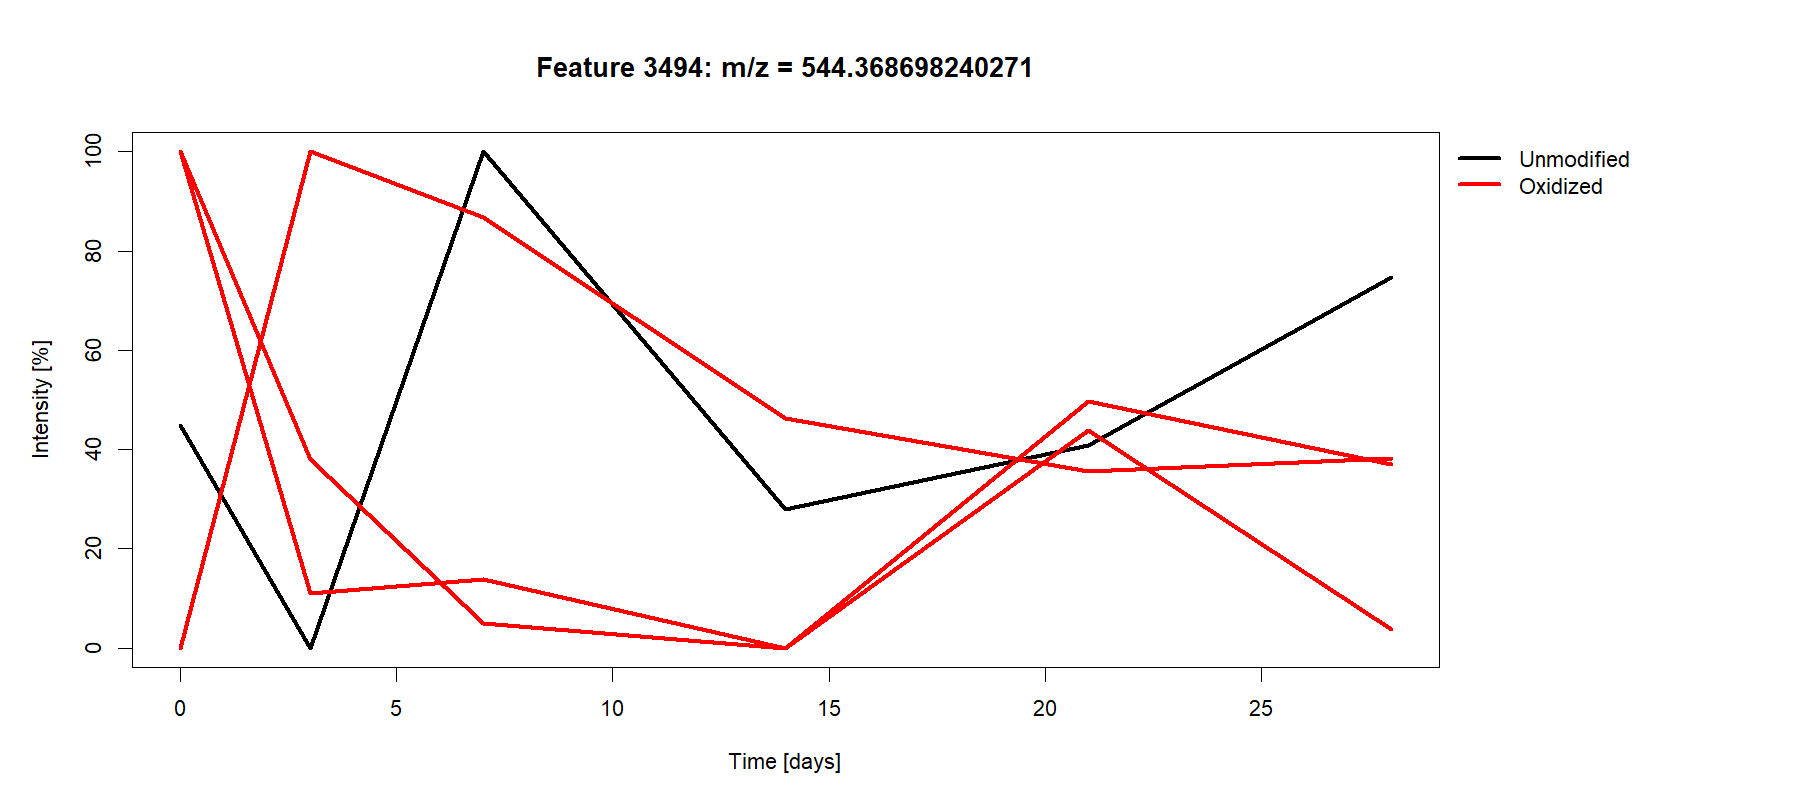 Feature 3494: m/z = 544.368698240271
Unmodified
Oxidized
Intensity [%]
100
80
60
40
20
0
0 5 10 15 20 25
Time [days]